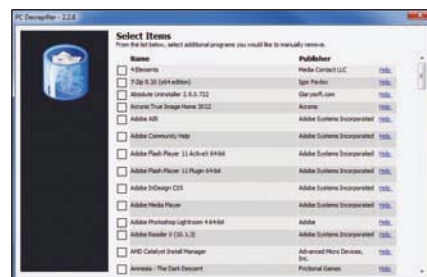 PC Decrapifier - 2.2.8
Select Items
From the list below, select additional programs you would like to manually remove.
Name Publisher
4 Elements Media Contact LLC Help
7-Zip 9.20 (x64 edition) Igor Pavlov Help
Absolute Uninstaller 2.9.0.722 Glarysoft.com Help
Acronis True Image Home 2012 Acronis Help
Adobe AIR Adobe Systems Incorporated Help
Adobe Community Help Adobe Systems Incorporated Help
Adobe Flash Player 11 ActiveX 64-bit Adobe Systems Incorporated Help
Adobe Flash Player 11 Plugin 64-bit Adobe Systems Incorporated Help
Adobe InDesign CS5 Adobe Systems Incorporated Help
Adobe Media Player Adobe Systems Incorporated Help
Adobe Photoshop Lightroom 4 64-bit Adobe Help
Adobe Reader X (10.1.3) Adobe Systems Incorporated Help
AMD Catalyst Install Manager Advanced Micro Devices, Help
Inc.
Amnesia - The Dark Descent Frictional Games Help